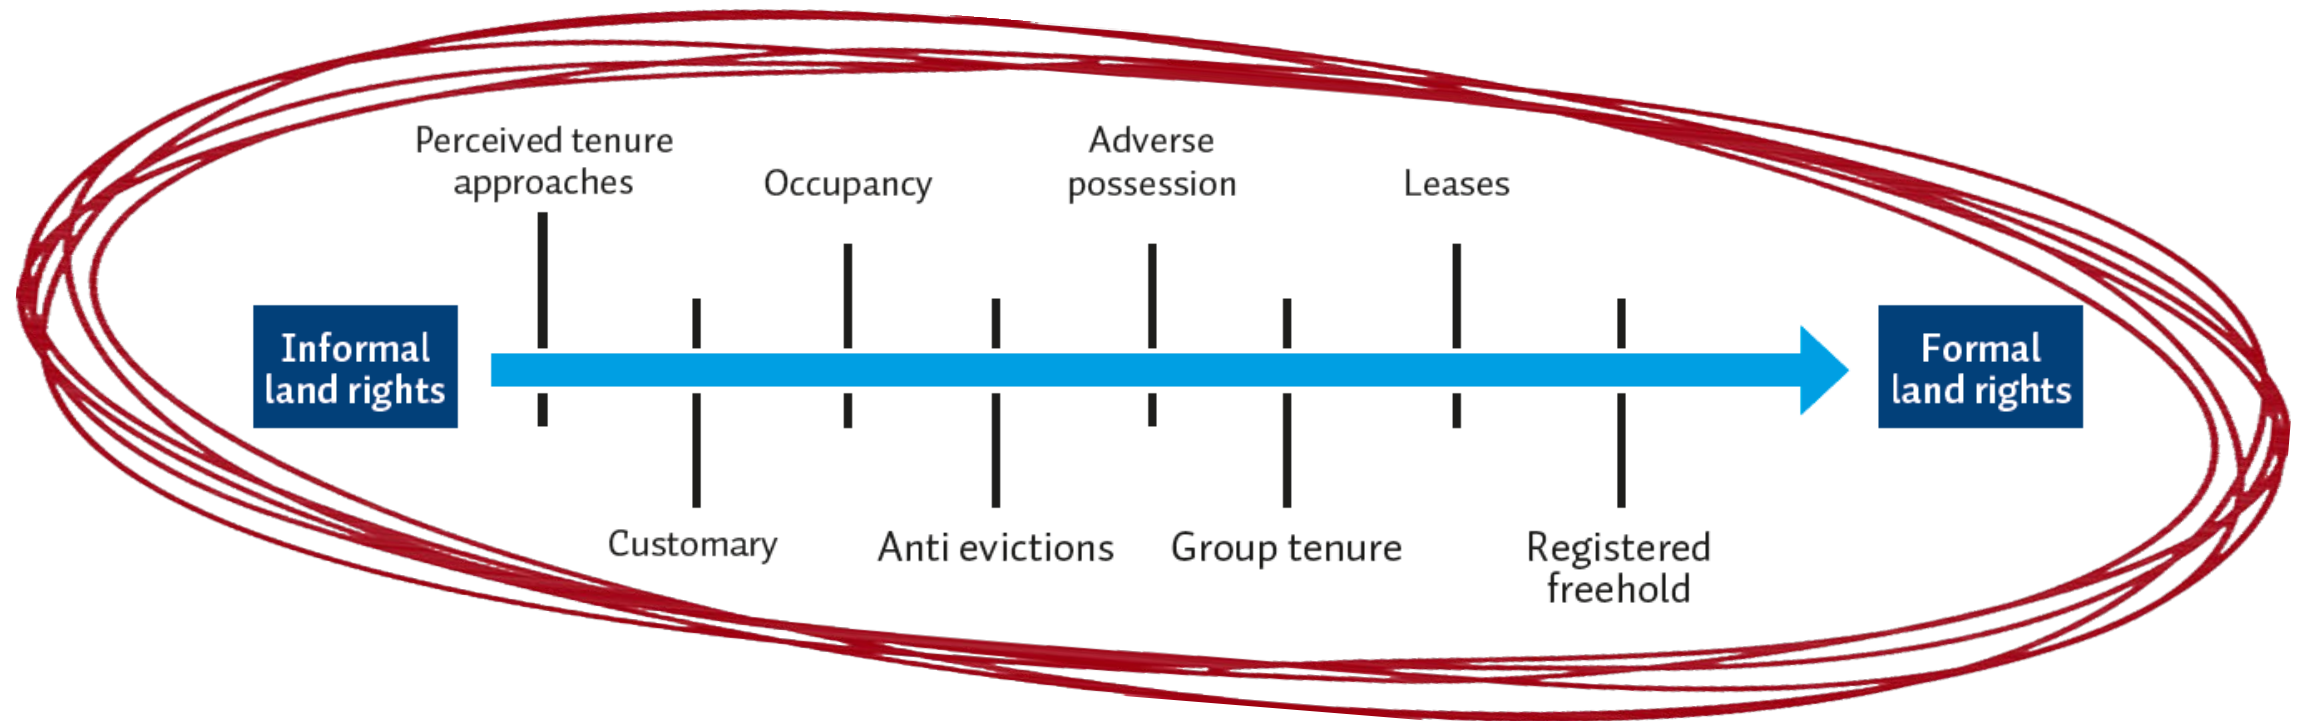 Perceived tenure
approaches
Occupancy
Adverse
possession
Leases
Informal
land rights
Formal
land rights
Customary
Anti evictions
Group tenure
Registered
freehold